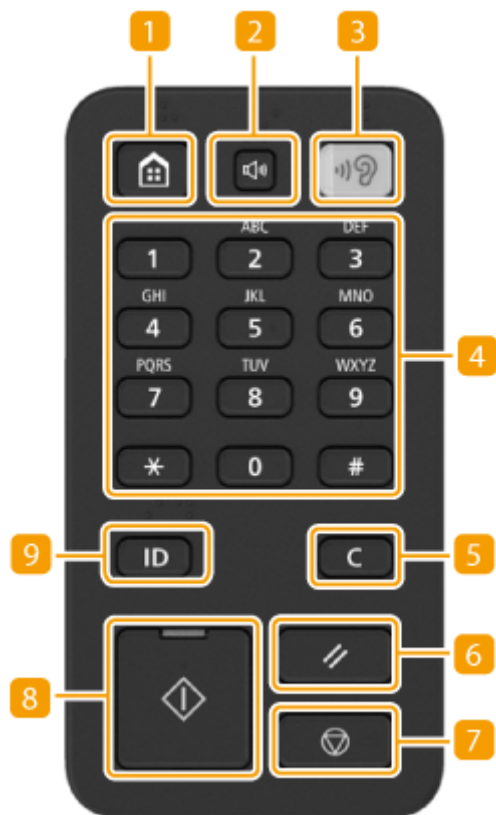 1 2 3
ABC DEF
1 2 3
GHI JKL MNO
4 5 6
4
PQRS TUV WXYZ
7 8 9
* 0 #
9 ID C 5
6
8
7